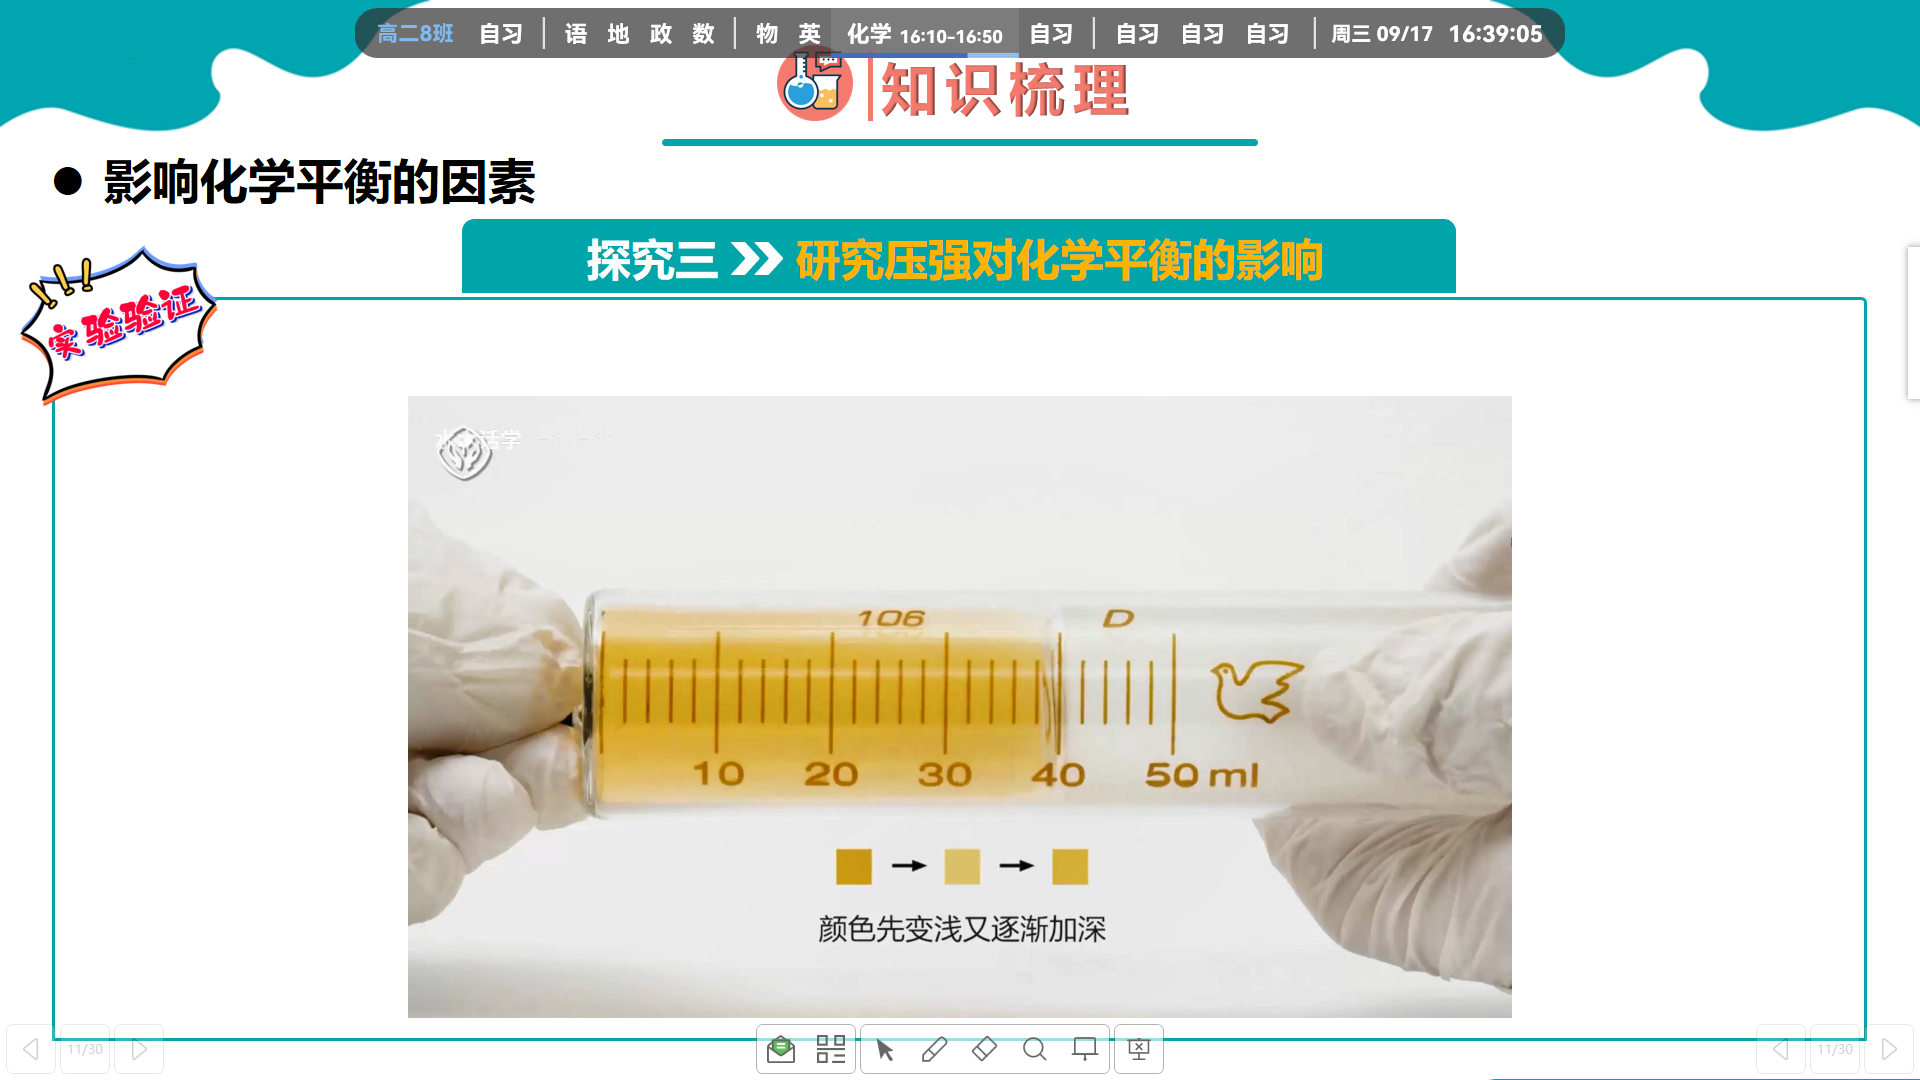 高二8班 自习 语 地 政 数 物 英 化学 16:10-16:50 自习 自习 自习 自习 周三 09/17 16:39:05
知识梳理
影响化学平衡的因素
探究三 研究压强对化学平衡的影响
实验验证
106 D
10 20 30 40 50 ml
颜色先变浅又逐渐加深
11/30 11/30